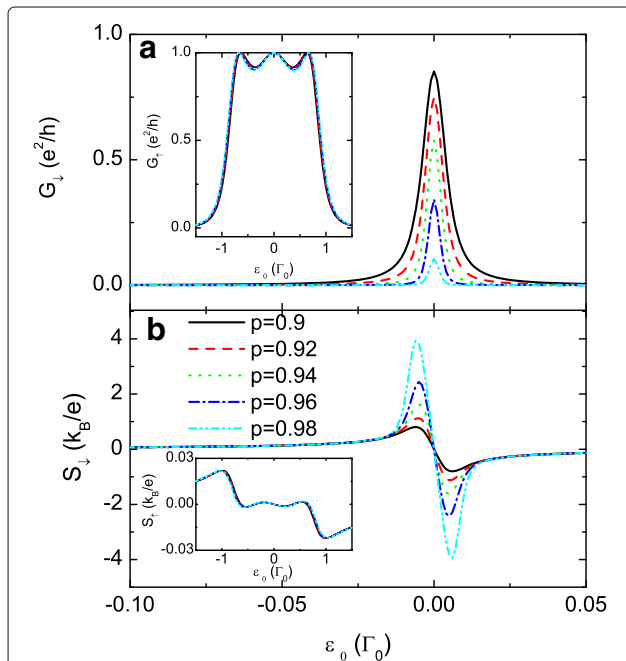 a
1.0
0.5
0.0
G↓ (e²/h)
1.0
0.5
0.0
G↑ (e²/h)
-1 0 1
ε₀ (Γ₀)
b
4
2
0
-2
-4
S↓ (k_B/e)
p=0.9
p=0.92
p=0.94
p=0.96
p=0.98
0.03
0.00
-0.03
S↑ (k_B/e)
-1 0 1
ε₀ (Γ₀)
-0.10 -0.05 0.00 0.05
ε₀ (Γ₀)